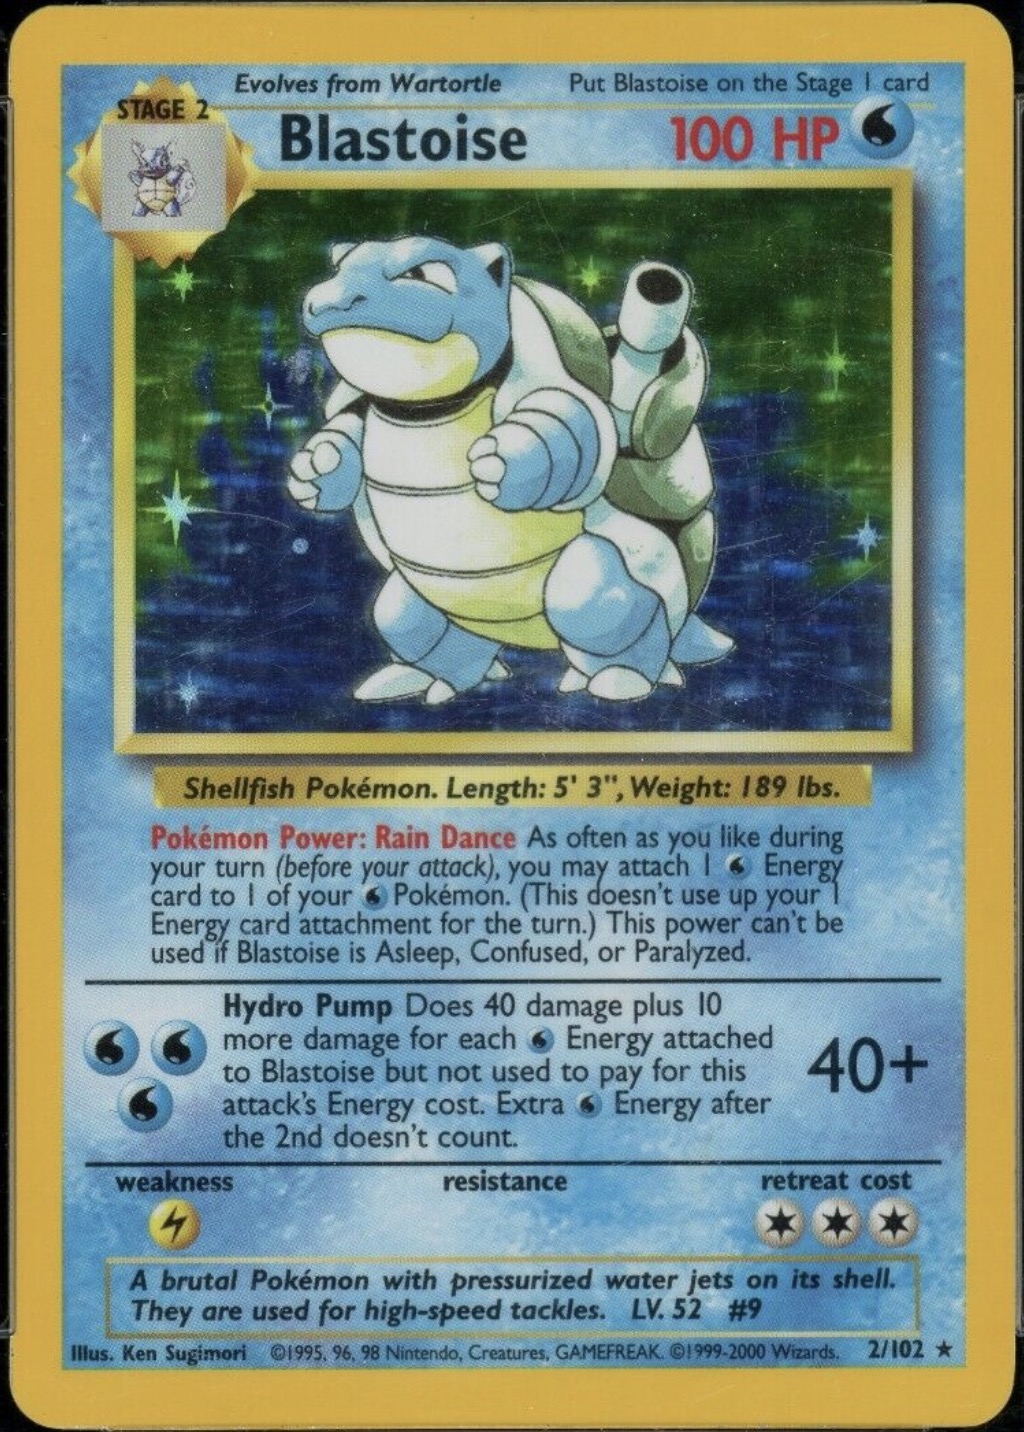 Evolves from Wartortle Put Blastoise on the Stage 1 card
STAGE 2
Blastoise 100 HP
Shellfish Pokémon. Length: 5' 3", Weight: 189 lbs.
Pokémon Power: Rain Dance As often as you like during
your turn (before your attack), you may attach 1 Energy
card to 1 of your Pokémon. (This doesn't use up your 1
Energy card attachment for the turn.) This power can't be
used if Blastoise is Asleep, Confused, or Paralyzed.
Hydro Pump Does 40 damage plus 10
more damage for each Energy attached
to Blastoise but not used to pay for this
attack's Energy cost. Extra Energy after
the 2nd doesn't count.
40+
weakness resistance retreat cost
A brutal Pokémon with pressurized water jets on its shell.
They are used for high-speed tackles. LV. 52 #9
Illus. Ken Sugimori ©1995, 96, 98 Nintendo, Creatures, GAMEFREAK. ©1999-2000 Wizards. 2/102 ★